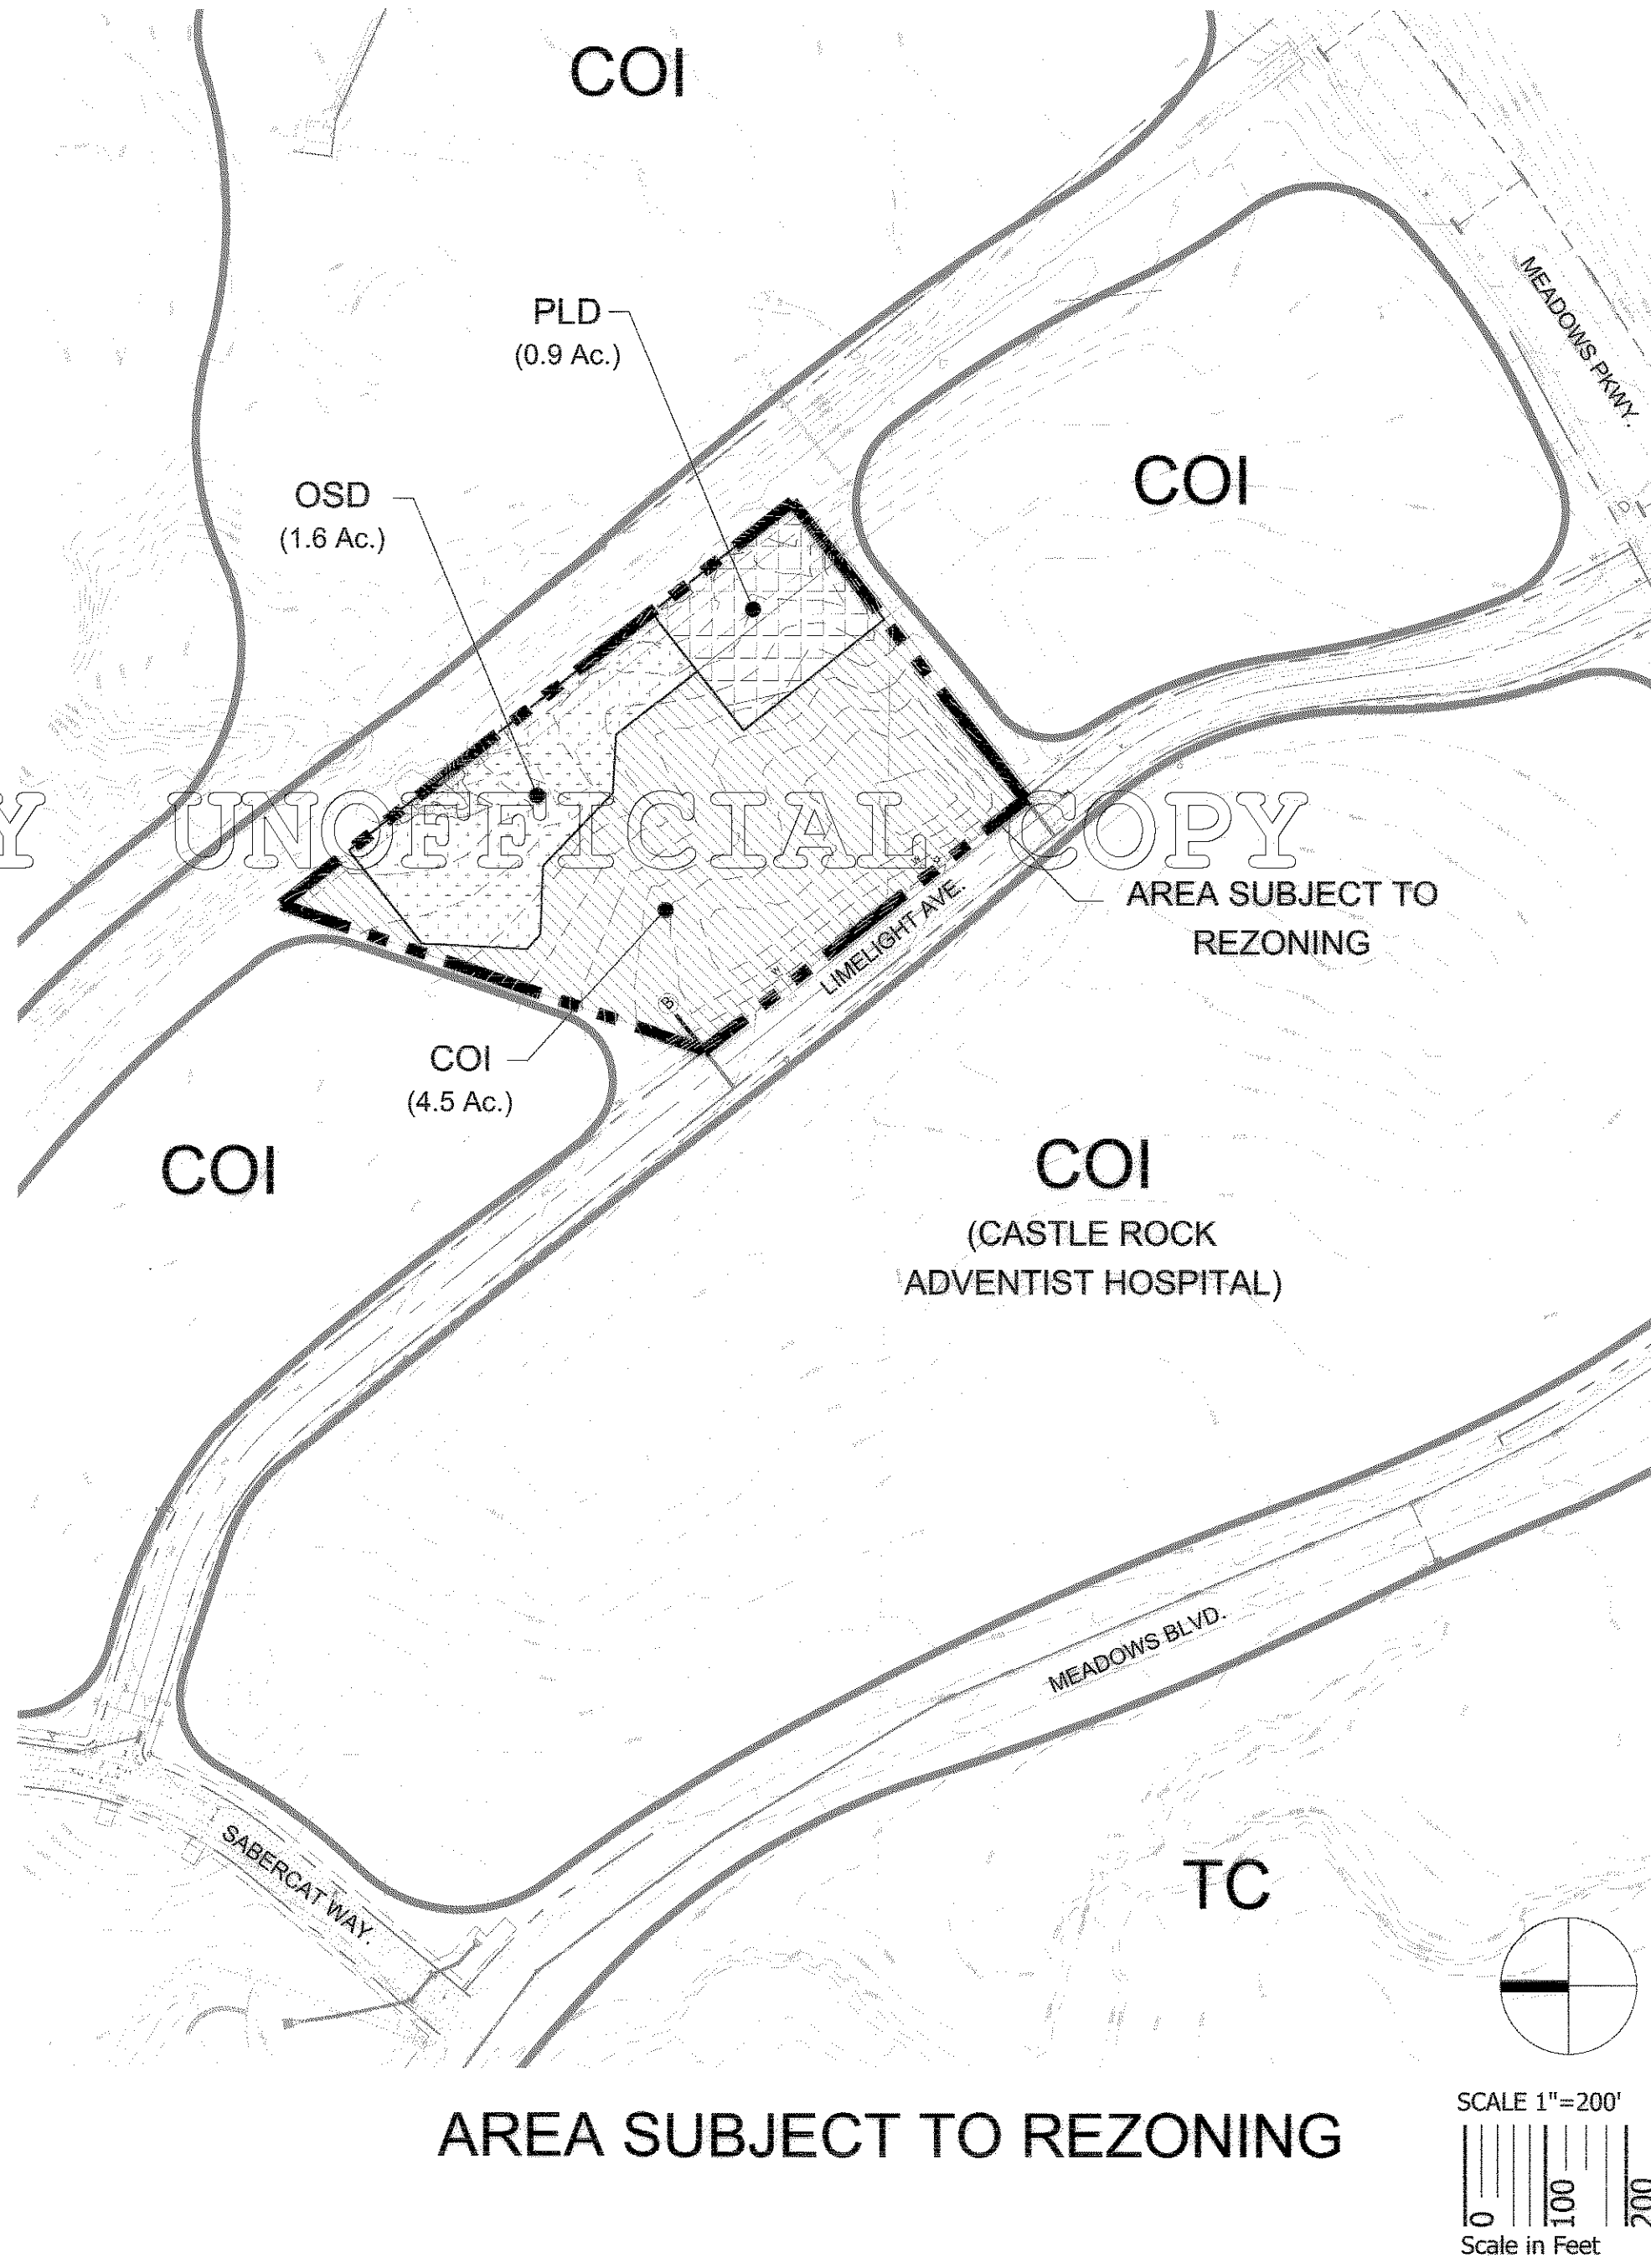 COI
MEADOWS PKWY.
PLD
(0.9 Ac.)
COI
OSD
(1.6 Ac.)
Y UNOFFICIAL COPY
AREA SUBJECT TO
REZONING
LIMELIGHT AVE.
B
W
COI
(4.5 Ac.)
COI
COI
(CASTLE ROCK
ADVENTIST HOSPITAL)
MEADOWS BLVD.
SABERCAT WAY.
TC
SCALE 1"=200'
0 100 200
Scale in Feet
AREA SUBJECT TO REZONING